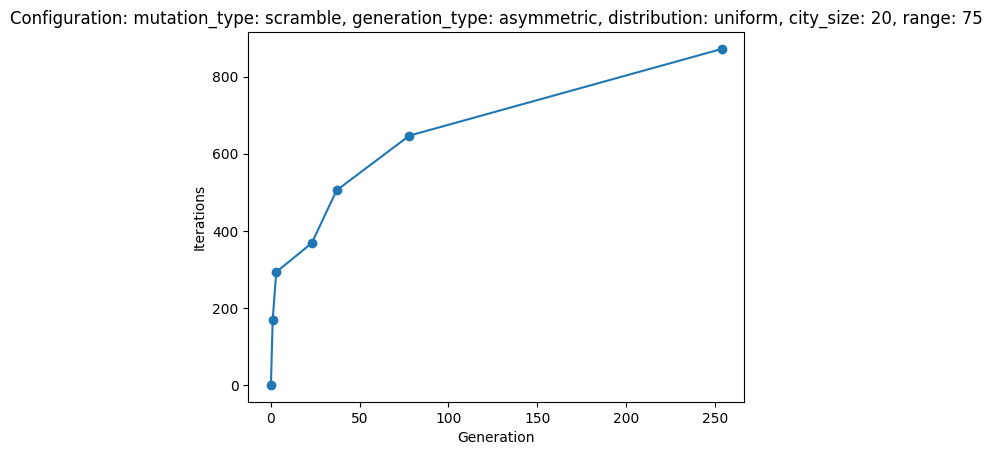 Configuration: mutation_type: scramble, generation_type: asymmetric, distribution: uniform, city_size: 20, range: 75
800
600
400
200
0
Iterations
0 50 100 150 200 250
Generation